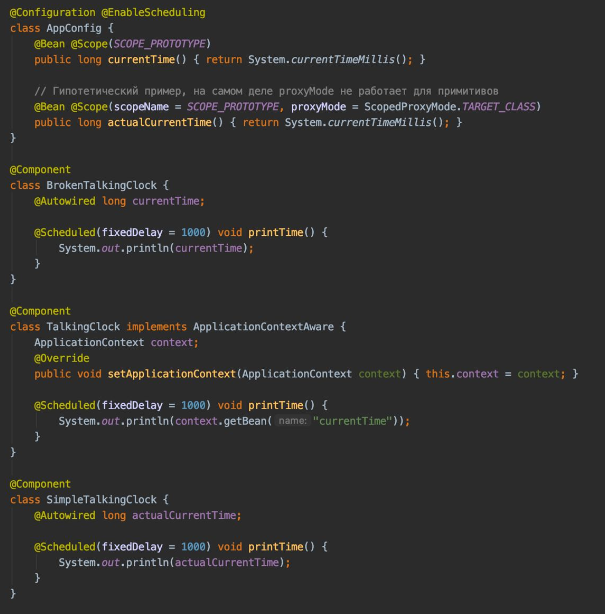 @Configuration @EnableScheduling
class AppConfig {
@Bean @Scope(SCOPE_PROTOTYPE)
public long currentTime() { return System.currentTimeMillis(); }
// Гипотетический пример, на самом деле proxyMode не работает для примитивов
@Bean @Scope(scopeName = SCOPE_PROTOTYPE, proxyMode = ScopedProxyMode.TARGET_CLASS)
public long actualCurrentTime() { return System.currentTimeMillis(); }
}
@Component
class BrokenTalkingClock {
@Autowired long currentTime;
@Scheduled(fixedDelay = 1000) void printTime() {
System.out.println(currentTime);
}
}
@Component
class TalkingClock implements ApplicationContextAware {
ApplicationContext context;
@Override
public void setApplicationContext(ApplicationContext context) { this.context = context; }
@Scheduled(fixedDelay = 1000) void printTime() {
System.out.println(context.getBean( name: "currentTime"));
}
}
@Component
class SimpleTalkingClock {
@Autowired long actualCurrentTime;
@Scheduled(fixedDelay = 1000) void printTime() {
System.out.println(actualCurrentTime);
}
}